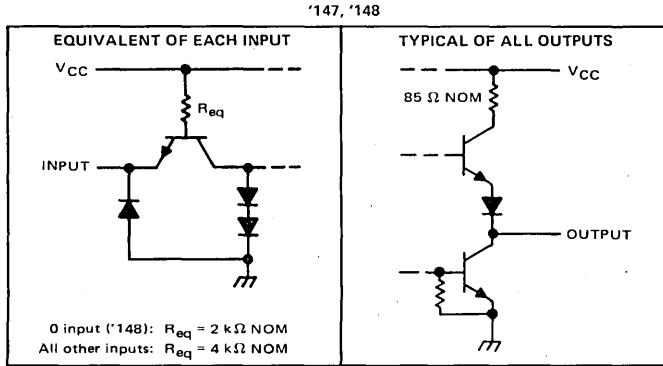 '147, '148
EQUIVALENT OF EACH INPUT
VCC
Req
INPUT
0 input ('148): Req = 2 kΩ NOM
All other inputs: Req = 4 kΩ NOM
TYPICAL OF ALL OUTPUTS
VCC
85 Ω NOM
OUTPUT